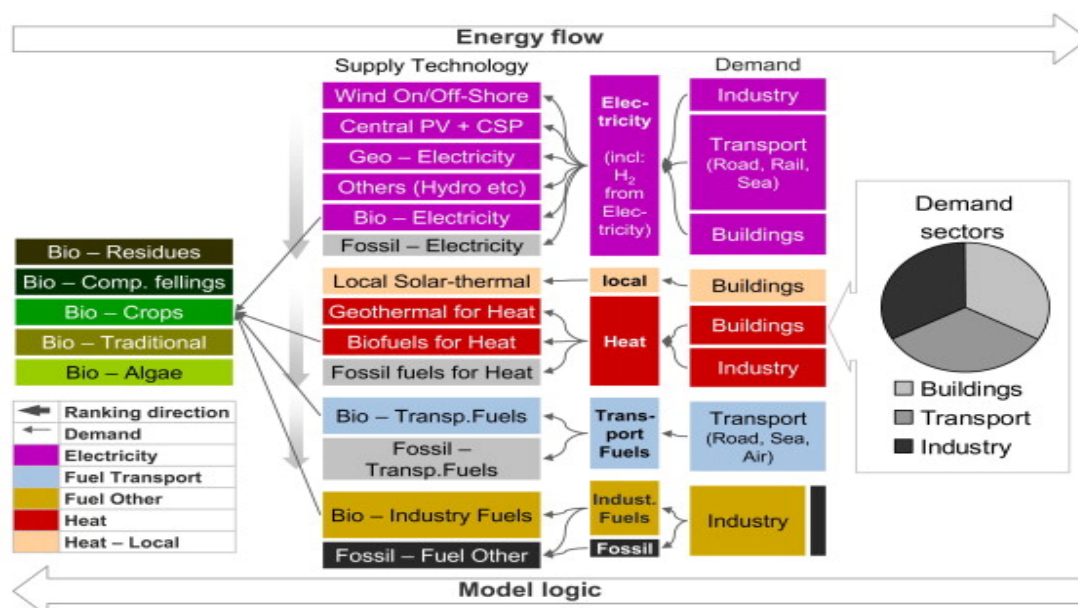 Energy flow
Supply Technology
Demand
Wind On/Off-Shore
Central PV + CSP
Geo – Electricity
Others (Hydro etc)
Bio – Electricity
Fossil – Electricity
Elec-
tricity
(incl:
H2
from
Elec-
tricity)
Industry
Transport
(Road, Rail,
Sea)
Buildings
Bio – Residues
Bio – Comp. fellings
Bio – Crops
Bio – Traditional
Bio – Algae
Local Solar-thermal
local
Buildings
Geothermal for Heat
Biofuels for Heat
Fossil fuels for Heat
Heat
Buildings
Industry
Bio – Transp.Fuels
Fossil –
Transp.Fuels
Trans-
port
Fuels
Transport
(Road, Sea,
Air)
Bio – Industry Fuels
Fossil – Fuel Other
Indust.
Fuels
Fossil
Industry
Demand
sectors
Buildings
Transport
Industry
Ranking direction
Demand
Electricity
Fuel Transport
Fuel Other
Heat
Heat – Local
Model logic